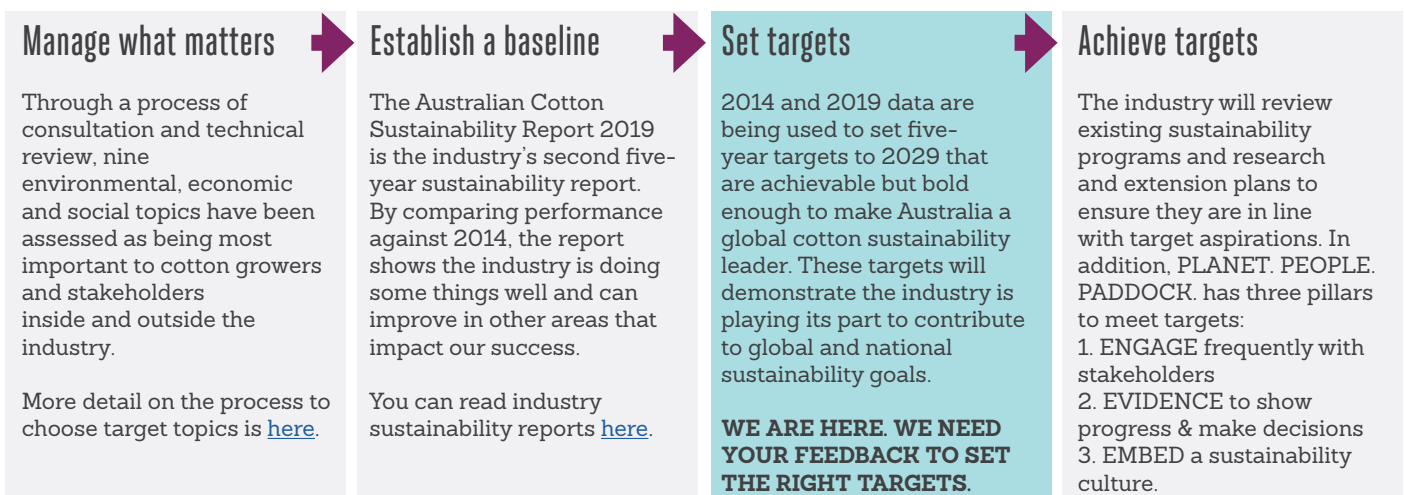 Manage what matters
Through a process of
consultation and technical
review, nine
environmental, economic
and social topics have been
assessed as being most
important to cotton growers
and stakeholders
inside and outside the
industry.
More detail on the process to
choose target topics is here.
Establish a baseline
The Australian Cotton
Sustainability Report 2019
is the industry’s second five-
year sustainability report.
By comparing performance
against 2014, the report
shows the industry is doing
some things well and can
improve in other areas that
impact our success.
You can read industry
sustainability reports here.
Set targets
2014 and 2019 data are
being used to set five-
year targets to 2029 that
are achievable but bold
enough to make Australia a
global cotton sustainability
leader. These targets will
demonstrate the industry is
playing its part to contribute
to global and national
sustainability goals.
WE ARE HERE. WE NEED
YOUR FEEDBACK TO SET
THE RIGHT TARGETS.
Achieve targets
The industry will review
existing sustainability
programs and research
and extension plans to
ensure they are in line
with target aspirations. In
addition, PLANET. PEOPLE.
PADDOCK. has three pillars
to meet targets:
1. ENGAGE frequently with
stakeholders
2. EVIDENCE to show
progress & make decisions
3. EMBED a sustainability
culture.